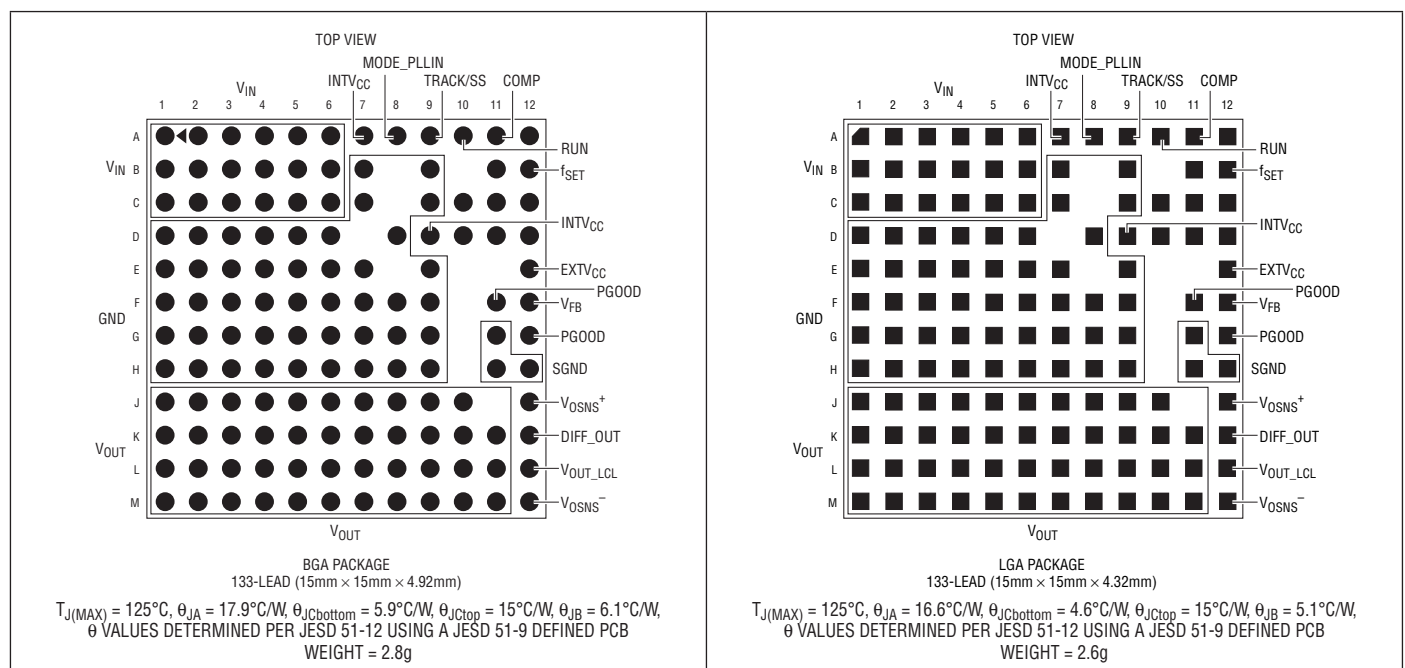 TOP VIEW
MODE_PLLIN
VIN INTVCC TRACK/SS COMP
1 2 3 4 5 6 7 8 9 10 11 12
A
RUN
VIN B fSET
C
D INTVCC
E EXTVCC
PGOOD
F VFB
GND
G PGOOD
H SGND
J VOSNS+
K DIFF_OUT
VOUT
L VOUT_LCL
M VOSNS–
VOUT
BGA PACKAGE
133-LEAD (15mm × 15mm × 4.92mm)
TJ(MAX) = 125°C, θJA = 17.9°C/W, θJCbottom = 5.9°C/W, θJCtop = 15°C/W, θJB = 6.1°C/W,
θ VALUES DETERMINED PER JESD 51-12 USING A JESD 51-9 DEFINED PCB
WEIGHT = 2.8g
TOP VIEW
MODE_PLLIN
VIN INTVCC TRACK/SS COMP
1 2 3 4 5 6 7 8 9 10 11 12
A
RUN
VIN B fSET
C
INTVCC
D
E EXTVCC
PGOOD
F VFB
GND
G PGOOD
H SGND
J VOSNS+
K DIFF_OUT
VOUT
L VOUT_LCL
M VOSNS–
VOUT
LGA PACKAGE
133-LEAD (15mm × 15mm × 4.32mm)
TJ(MAX) = 125°C, θJA = 16.6°C/W, θJCbottom = 4.6°C/W, θJCtop = 15°C/W, θJB = 5.1°C/W,
θ VALUES DETERMINED PER JESD 51-12 USING A JESD 51-9 DEFINED PCB
WEIGHT = 2.6g